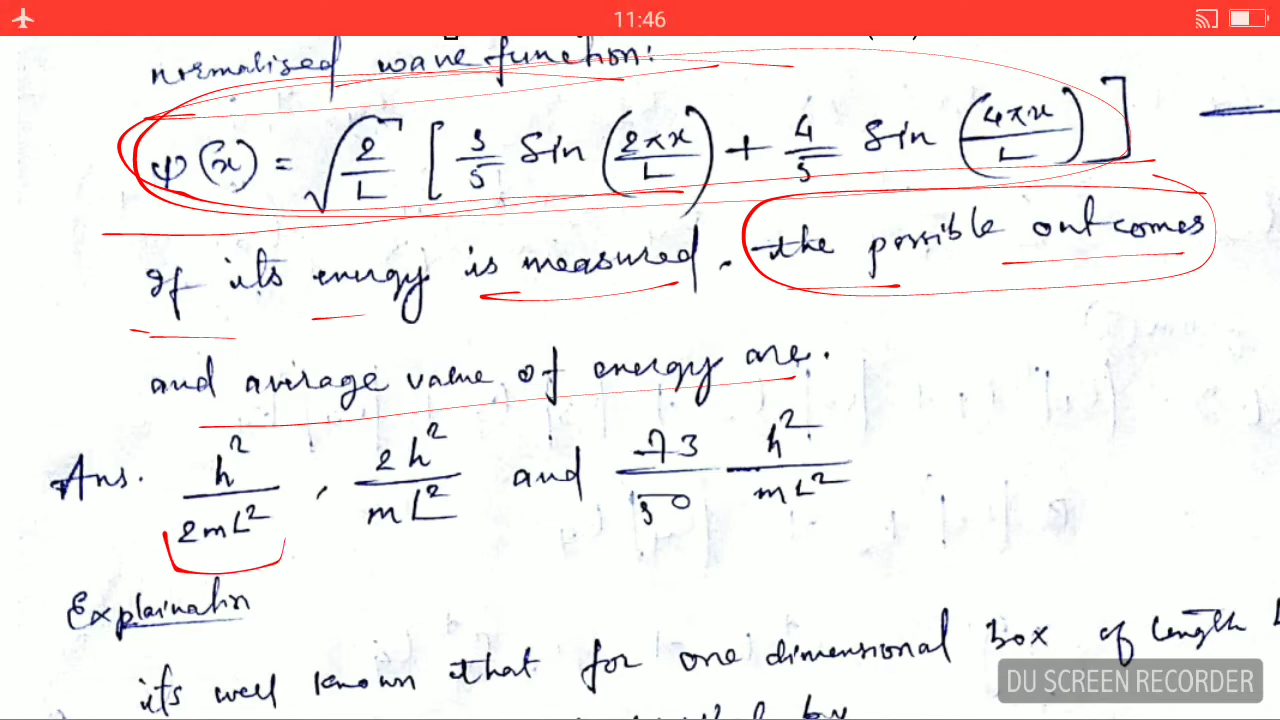 11:46
normalised wave function:
ψ(x) = √(2/L) [ 3/5 Sin (2πx/L) + 4/5 Sin (4πx/L) ]
If its energy is measured, the possible outcomes
and average value of energy are.
Ans. h²/2mL² , 2h²/mL² and 73/50 h²/mL²
Explaination
its well known that for one dimensional box of length L
DU SCREEN RECORDER